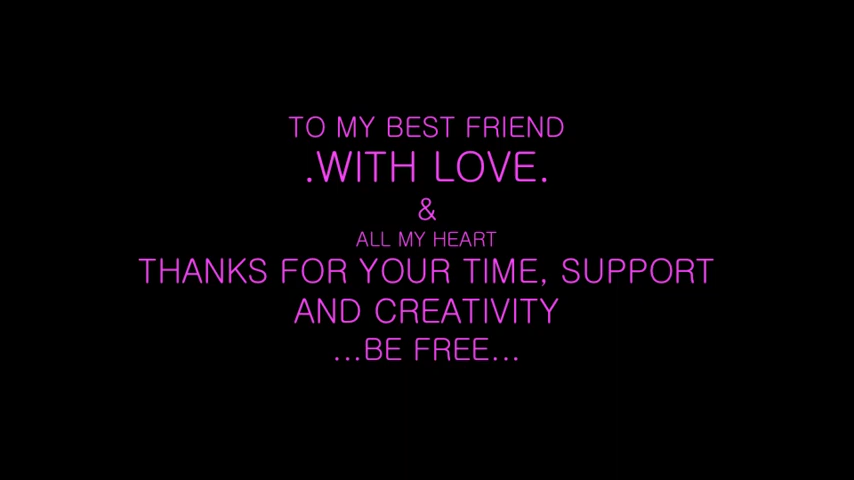 TO MY BEST FRIEND
.WITH LOVE.
&
ALL MY HEART
THANKS FOR YOUR TIME, SUPPORT
AND CREATIVITY
...BE FREE...